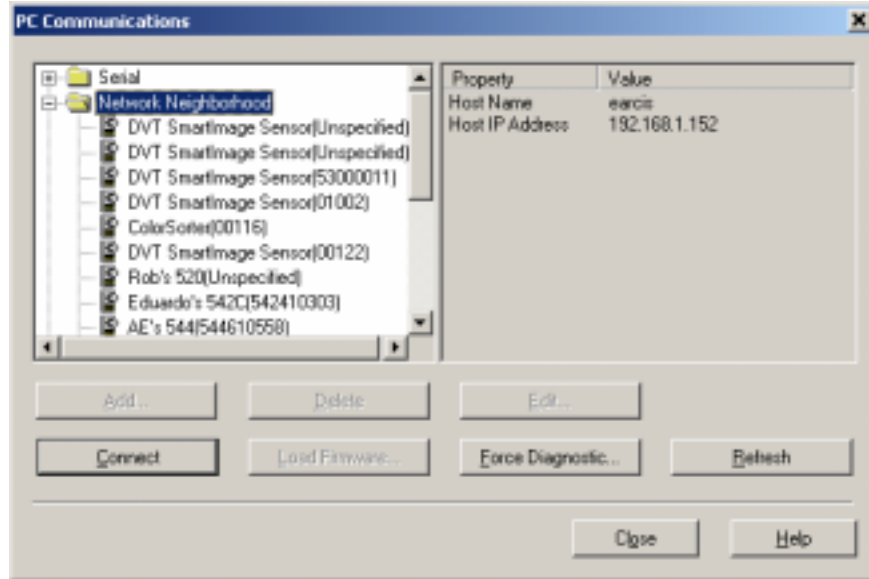 PC Communications
Serial
Network Neighborhood
DVT SmartImage Sensor(Unspecified)
DVT SmartImage Sensor(Unspecified)
DVT SmartImage Sensor(53000011)
DVT SmartImage Sensor(01002)
ColorSorter(00116)
DVT SmartImage Sensor(00122)
Rob's 520(Unspecified)
Eduardo's 542C(542410303)
AE's 544(544610558)
Property Value
Host Name earcis
Host IP Address 192.168.1.152
Add... Delete Edit...
Connect Load Firmware... Force Diagnostic... Refresh
Close Help